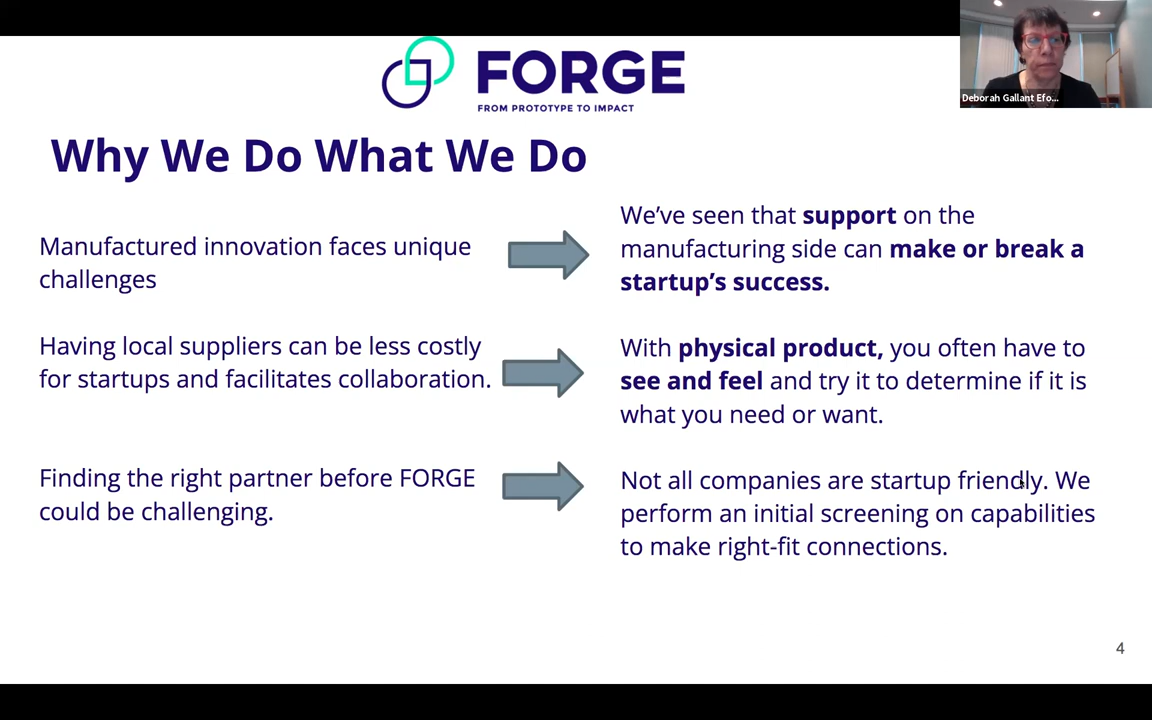 FORGE
FROM PROTOTYPE TO IMPACT
Deborah Gallant Efo...
Why We Do What We Do
Manufactured innovation faces unique
challenges
We’ve seen that support on the
manufacturing side can make or break a
startup’s success.
Having local suppliers can be less costly
for startups and facilitates collaboration.
With physical product, you often have to
see and feel and try it to determine if it is
what you need or want.
Finding the right partner before FORGE
could be challenging.
Not all companies are startup friendly. We
perform an initial screening on capabilities
to make right-fit connections.
4